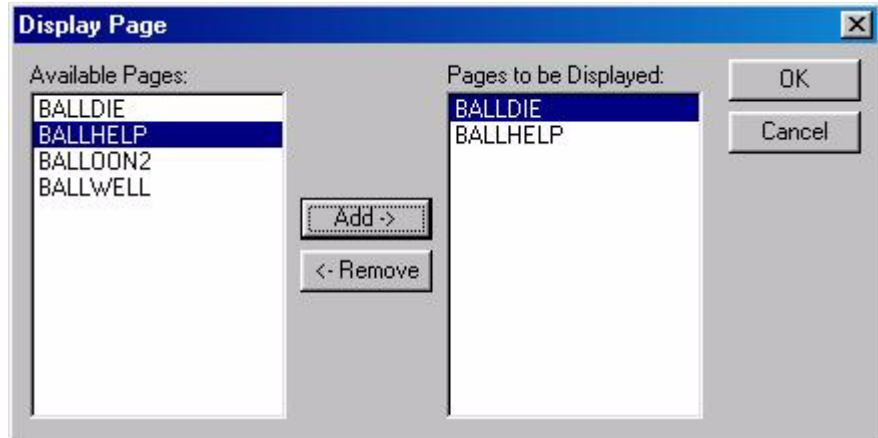 Display Page
Available Pages:
BALLDIE
BALLHELP
BALLOON2
BALLWELL
Add ->
<- Remove
Pages to be Displayed:
BALLDIE
BALLHELP
OK
Cancel